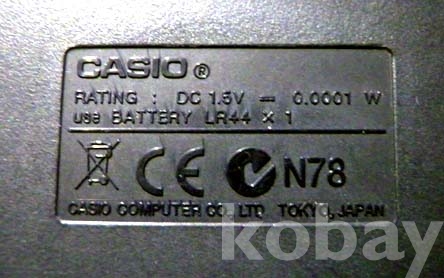 CASIO®
RATING : DC 1.5V ⎓ 0.0001 W
use BATTERY LR44 × 1
CE N78
CASIO COMPUTER CO., LTD TOKYO, JAPAN
kobay